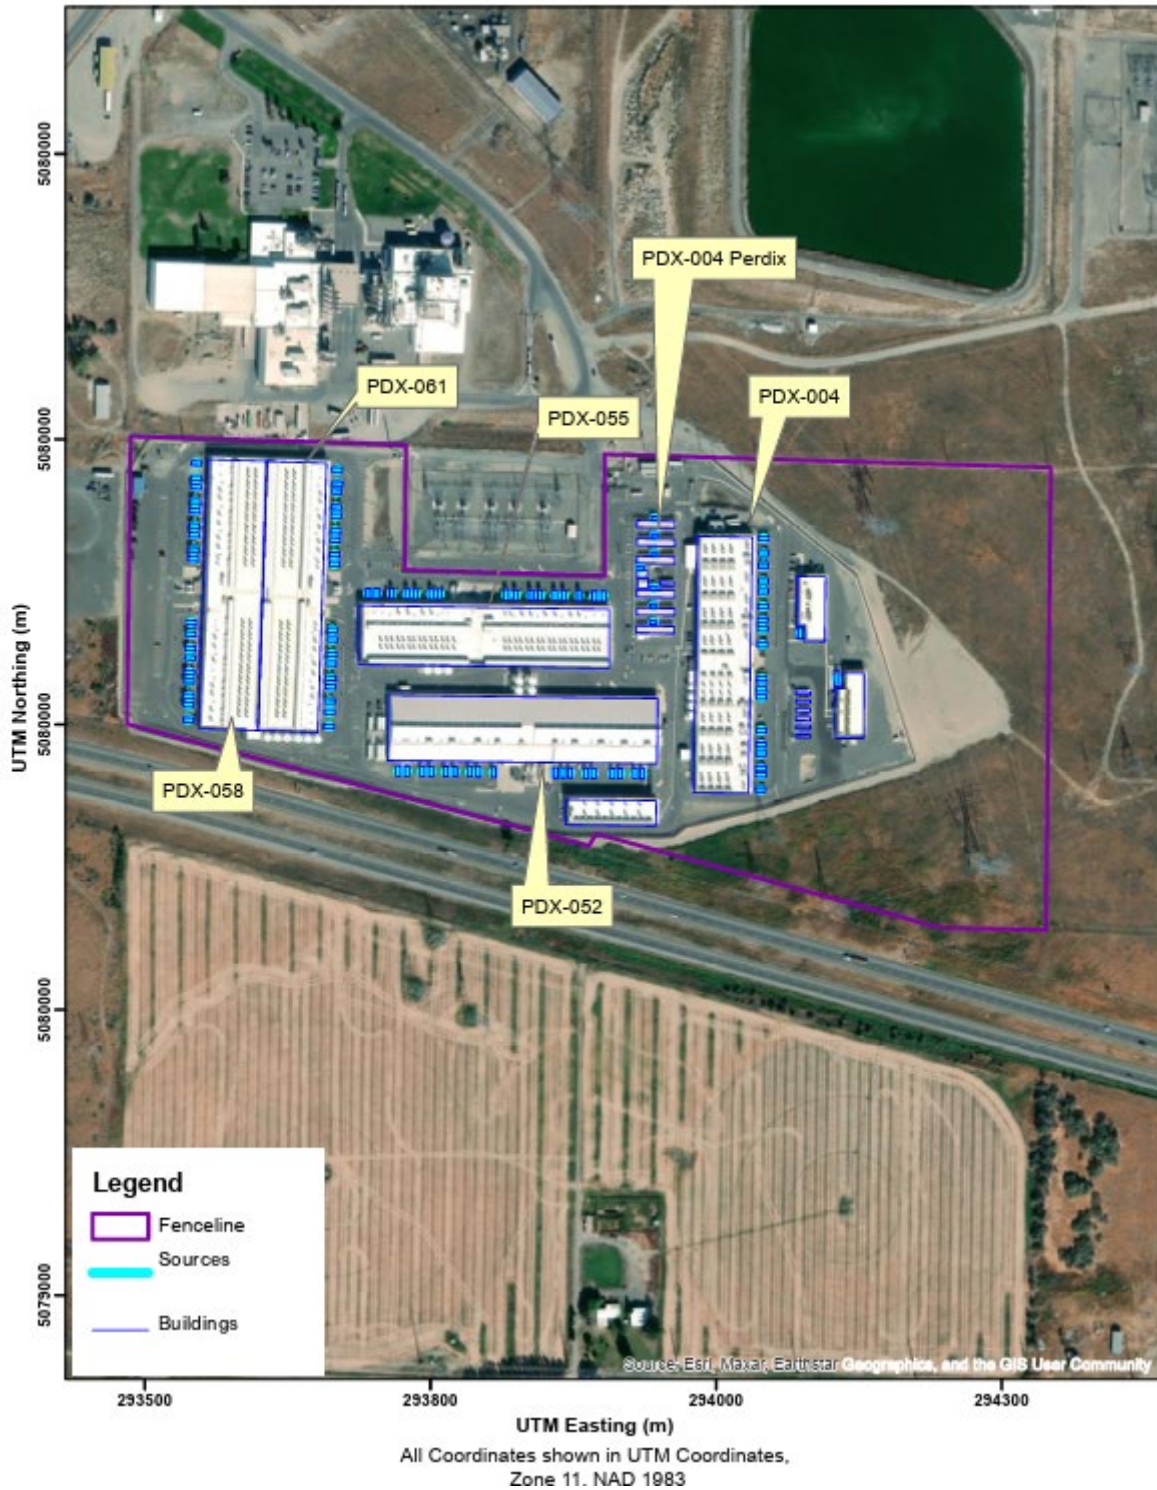 PDX-004 Perdix
PDX-061
PDX-004
PDX-055
PDX-058
PDX-052
UTM Northing (m)
5080000
5080000
5080000
5080000
5079000
Legend
Fenceline
Sources
Buildings
Source: Esri, Maxar, Earthstar Geographics, and the GIS User Community
293500
293800
294000
294300
UTM Easting (m)
All Coordinates shown in UTM Coordinates,
Zone 11, NAD 1983